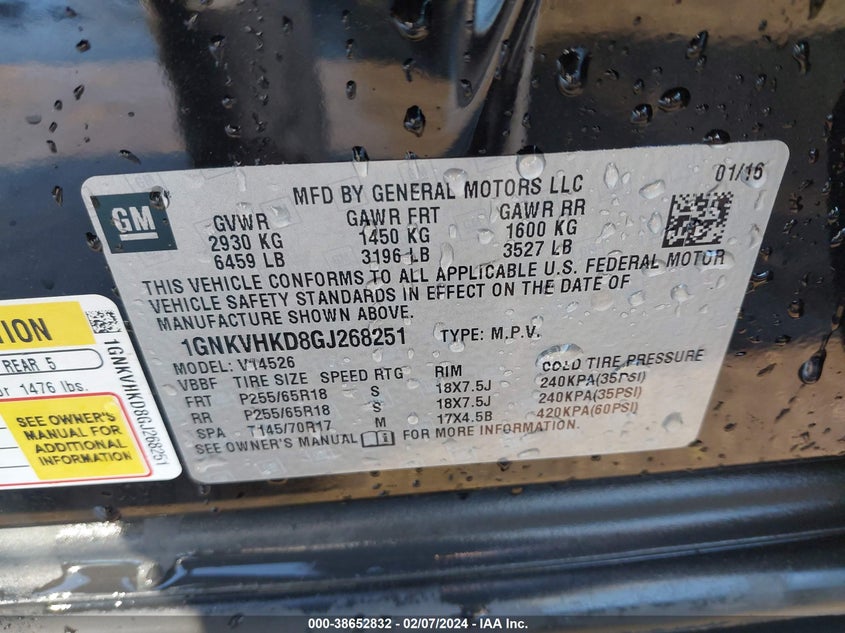 MFD BY GENERAL MOTORS LLC
01/16
GM
GVWR GAWR FRT GAWR RR
2930 KG 1450 KG 1600 KG
6459 LB 3196 LB 3527 LB
THIS VEHICLE CONFORMS TO ALL APPLICABLE U.S. FEDERAL MOTOR
VEHICLE SAFETY STANDARDS IN EFFECT ON THE DATE OF
MANUFACTURE SHOWN ABOVE.
1GNKVHKD8GJ268251 TYPE: M.P.V.
MODEL: V14526
VBBF TIRE SIZE SPEED RTG RIM COLD TIRE PRESSURE
FRT P255/65R18 S 18X7.5J 240KPA(35PSI)
RR P255/65R18 S 18X7.5J 240KPA(35PSI)
SPA T145/70R17 M 17X4.5B 420KPA(60PSI)
SEE OWNER'S MANUAL FOR MORE INFORMATION.
REAR 5
1476 lbs.
SEE OWNER'S
MANUAL FOR
ADDITIONAL
INFORMATION
1GNKVHKD8GJ268251
000-38652832 - 02/07/2024 - IAA Inc.